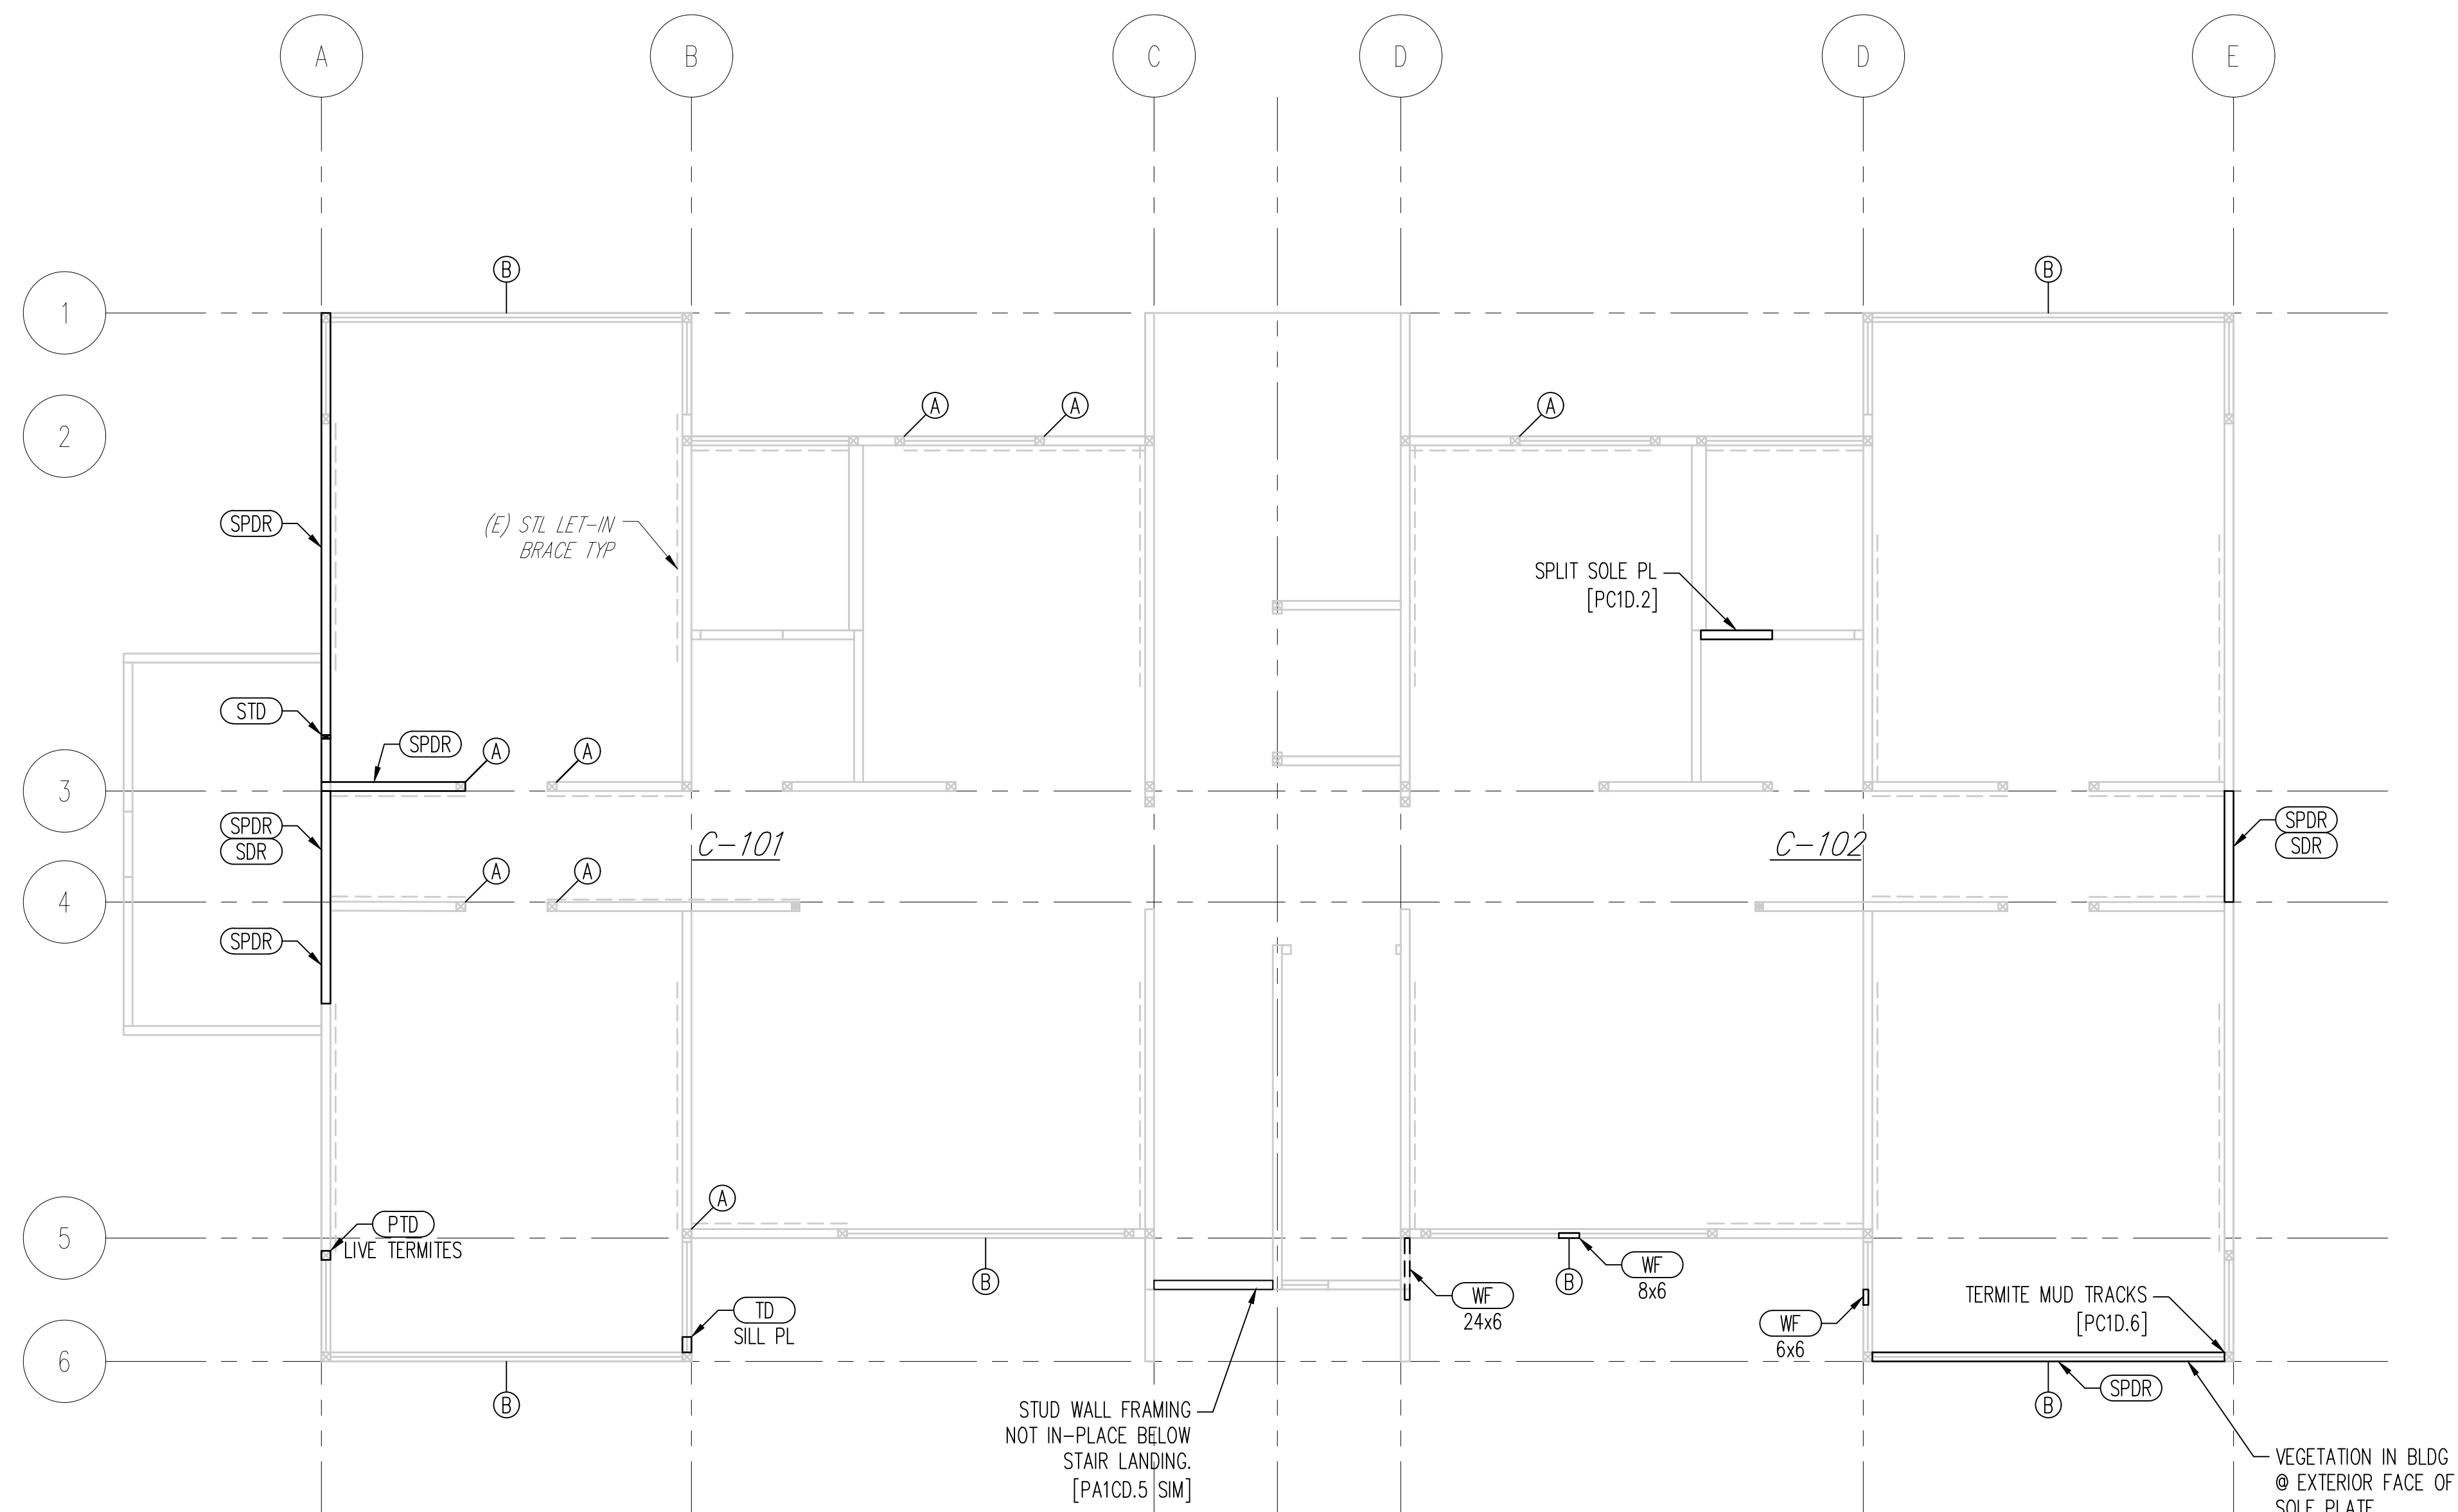 A
B
C
D
D
E
1
B
B
2
A
A
A
SPDR
(E) STL LET-IN
BRACE TYP
SPLIT SOLE PL
[PC1D.2]
STD
SPDR
A
A
3
SPDR
SDR
C-101
C-102
SPDR
SDR
A
A
4
SPDR
A
5
PTD
LIVE TERMITES
B
B
WF
8x6
WF
24x6
TD
SILL PL
WF
6x6
TERMITE MUD TRACKS
[PC1D.6]
6
B
B
SPDR
STUD WALL FRAMING
NOT IN-PLACE BELOW
STAIR LANDING.
[PA1CD.5 SIM]
VEGETATION IN BLDG
@ EXTERIOR FACE OF
SOLE PLATE